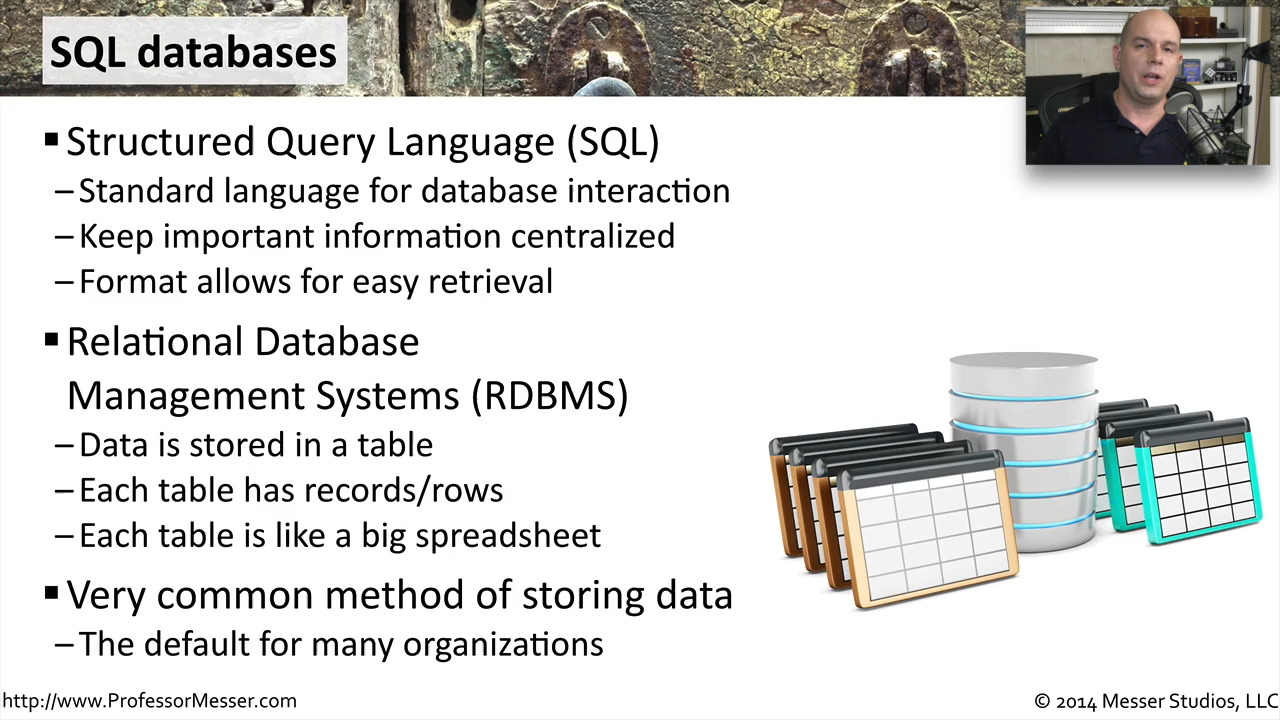 SQL databases
▪ Structured Query Language (SQL)
– Standard language for database interaction
– Keep important information centralized
– Format allows for easy retrieval
▪ Relational Database
Management Systems (RDBMS)
– Data is stored in a table
– Each table has records/rows
– Each table is like a big spreadsheet
▪ Very common method of storing data
– The default for many organizations
http://www.ProfessorMesser.com
© 2014 Messer Studios, LLC